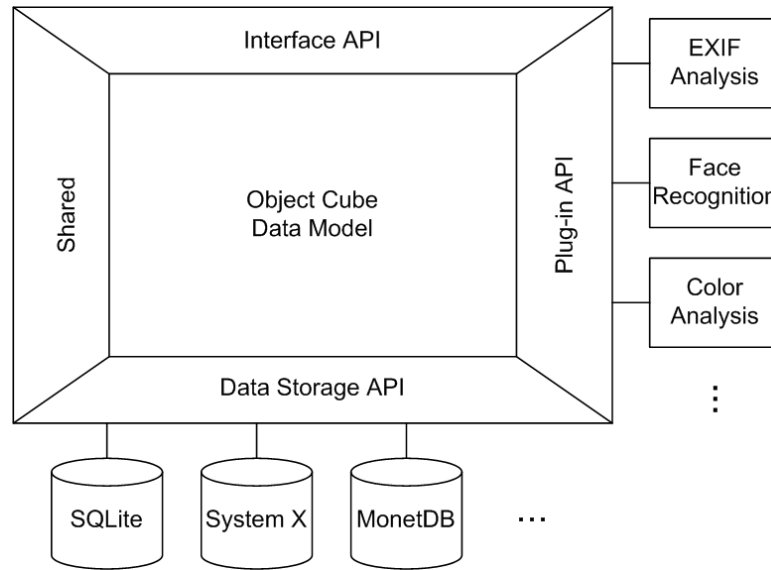 Interface API
EXIF
Analysis
Shared
Object Cube
Data Model
Plug-in API
Face
Recognition
Color
Analysis
Data Storage API
⋮
SQLite
System X
MonetDB
...